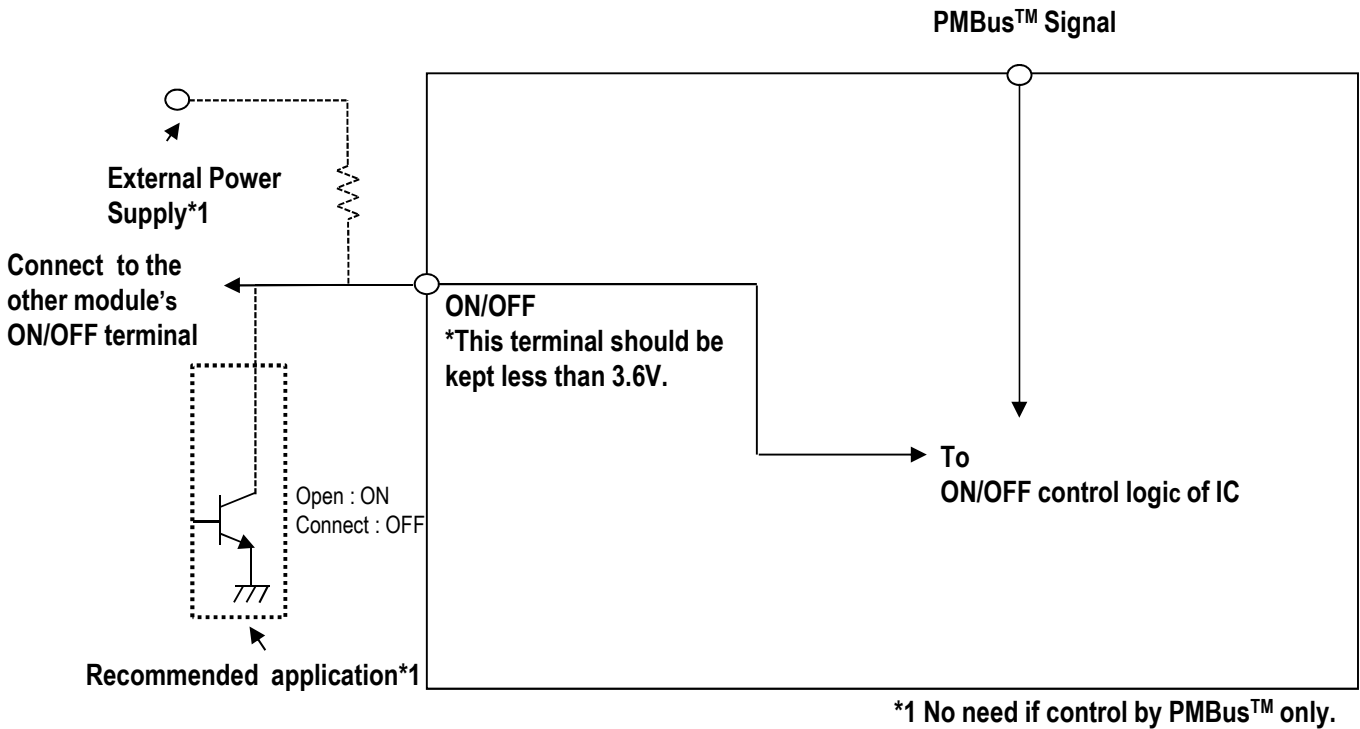 PMBus™ Signal
External Power
Supply*1
Connect to the
other module's
ON/OFF terminal
ON/OFF
*This terminal should be
kept less than 3.6V.
To
ON/OFF control logic of IC
Open : ON
Connect : OFF
Recommended application*1
*1 No need if control by PMBus™ only.